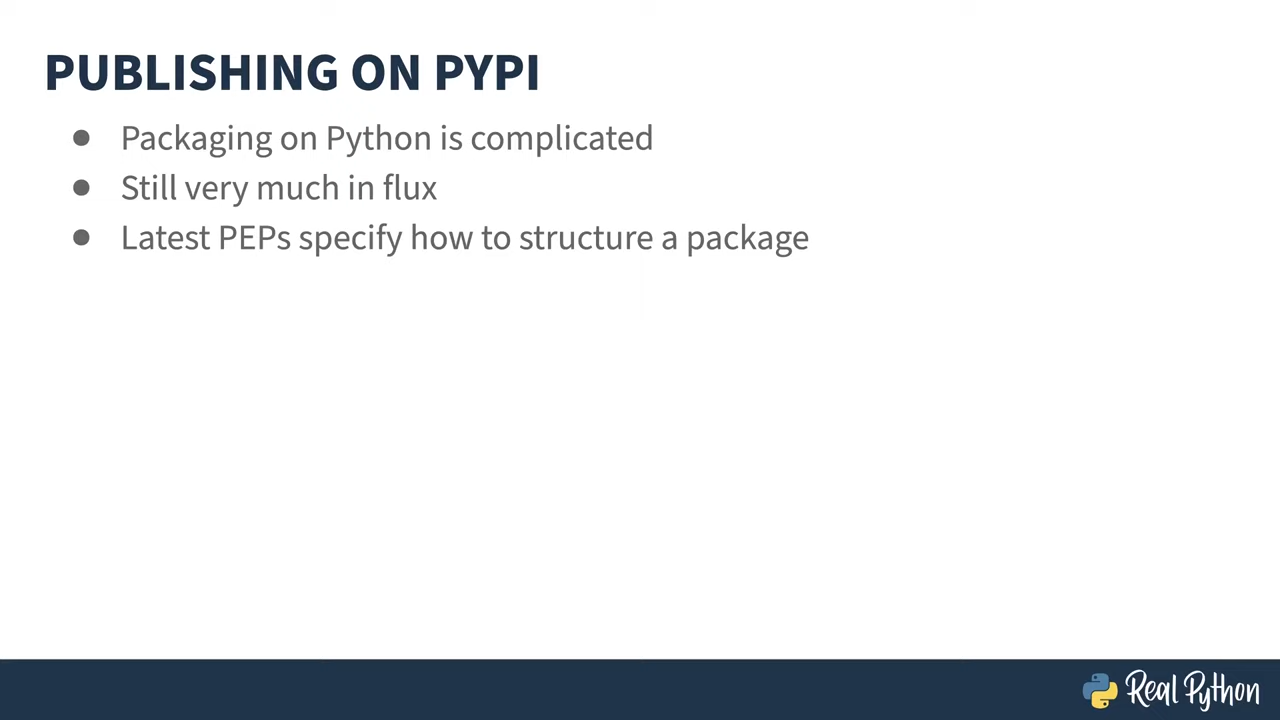 PUBLISHING ON PYPI
● Packaging on Python is complicated
● Still very much in flux
● Latest PEPs specify how to structure a package
Real Python